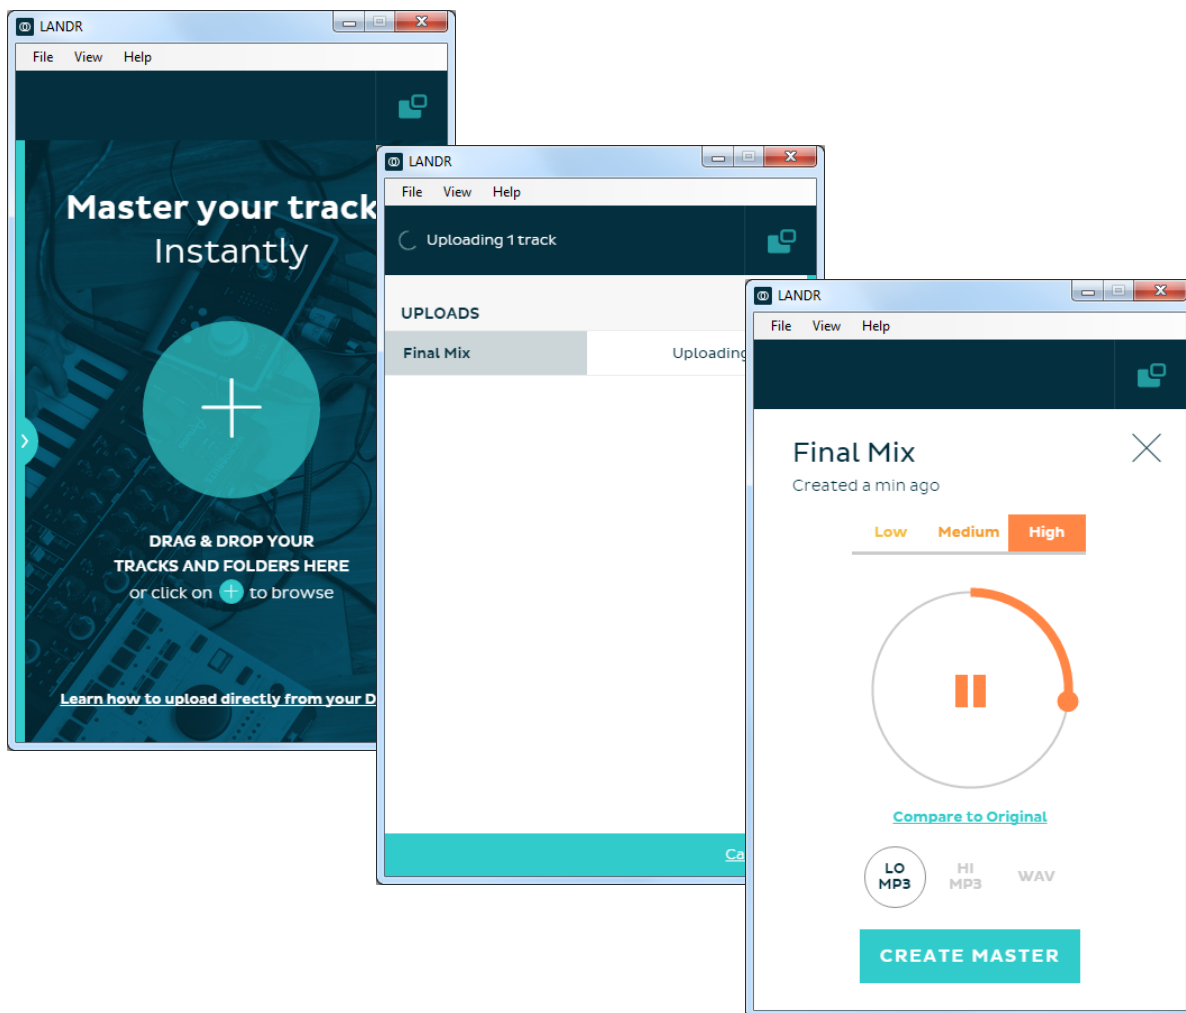 LANDR
File View Help
Master your track
Instantly
DRAG & DROP YOUR
TRACKS AND FOLDERS HERE
or click on + to browse
Learn how to upload directly from your D
LANDR
File View Help
Uploading 1 track
UPLOADS
Final Mix Uploading
Ca
LANDR
File View Help
Final Mix
Created a min ago
Low Medium High
Compare to Original
LO MP3 HI MP3 WAV
CREATE MASTER